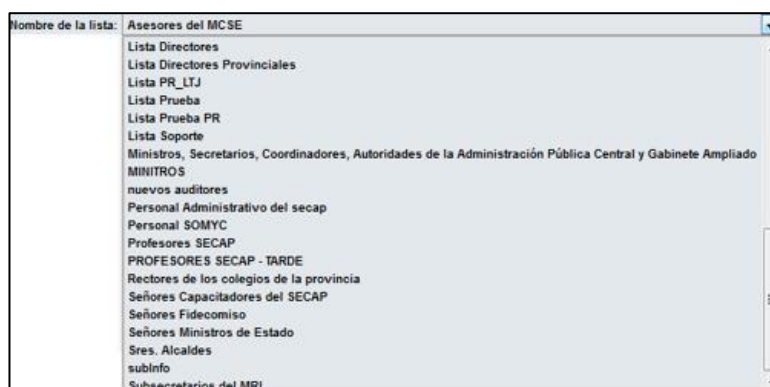 Nombre de la lista: Asesores del MCSE
Lista Directores
Lista Directores Provinciales
Lista PR_LTJ
Lista Prueba
Lista Prueba PR
Lista Soporte
Ministros, Secretarios, Coordinadores, Autoridades de la Administración Pública Central y Gabinete Ampliado
MINITROS
nuevos auditores
Personal Administrativo del secap
Personal SOMYC
Profesores SECAP
PROFESORES SECAP - TARDE
Rectores de los colegios de la provincia
Señores Capacitadores del SECAP
Señores Fidecomiso
Señores Ministros de Estado
Sres. Alcaldes
subInfo
Subsecretarios del MRL